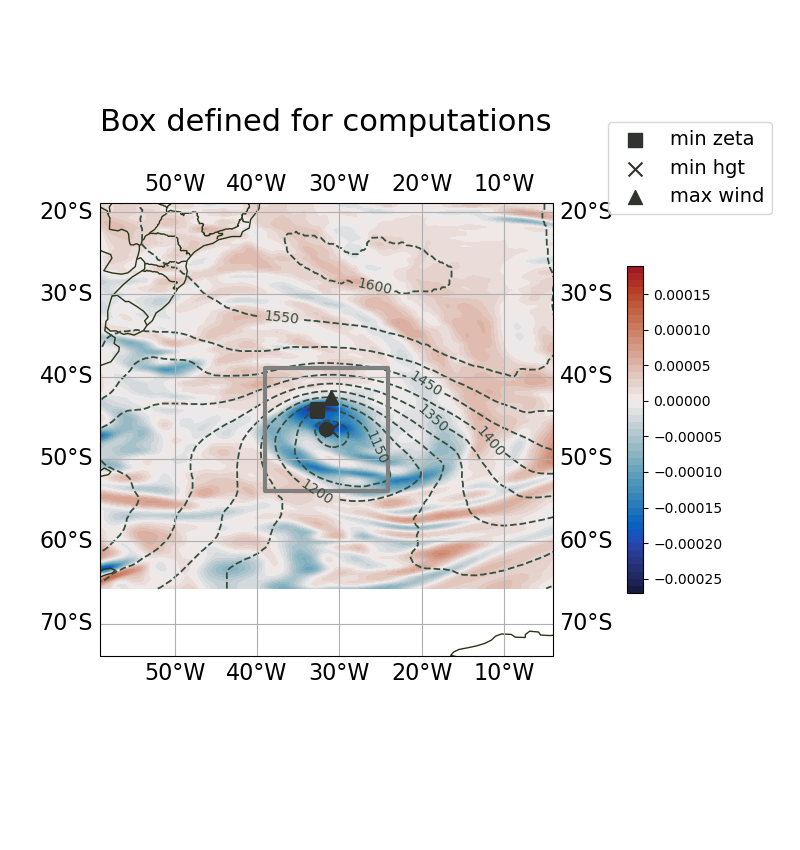 Box defined for computations
min zeta
min hgt
max wind
50°W 40°W 30°W 20°W 10°W
20°S 20°S
30°S 30°S
40°S 40°S
50°S 50°S
60°S 60°S
70°S 70°S
50°W 40°W 30°W 20°W 10°W
1600
1550
1450
1350
1400
1150
1200
0.00015
0.00010
0.00005
0.00000
−0.00005
−0.00010
−0.00015
−0.00020
−0.00025